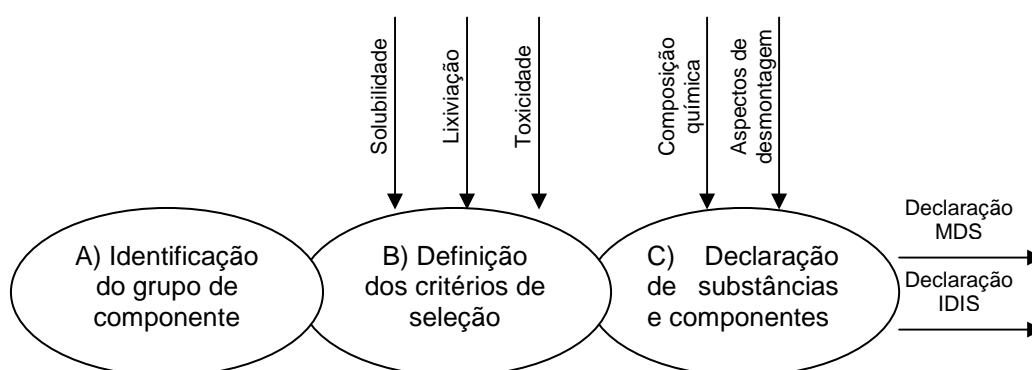 Solubilidade
Lixiviação
Toxicidade
Composição
química
Aspectos de
desmontagem
A) Identificação
do grupo de
componente
B) Definição
dos critérios de
seleção
C) Declaração
de substâncias
e componentes
Declaração
MDS
Declaração
IDIS